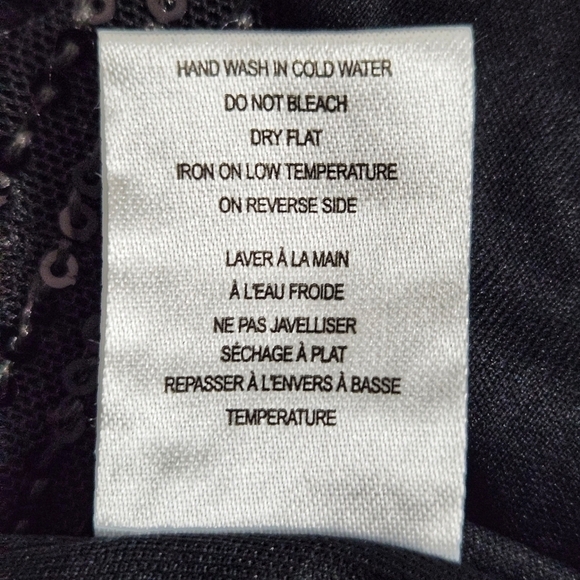 HAND WASH IN COLD WATER
DO NOT BLEACH
DRY FLAT
IRON ON LOW TEMPERATURE
ON REVERSE SIDE
LAVER À LA MAIN
À L'EAU FROIDE
NE PAS JAVELLISER
SÉCHAGE À PLAT
REPASSER À L'ENVERS À BASSE
TEMPERATURE